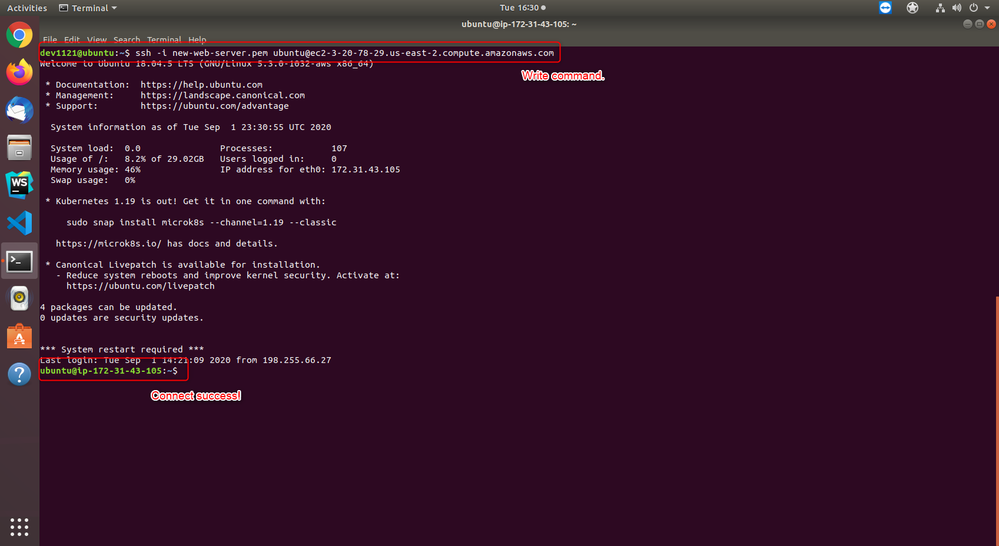 Activities Terminal Tue 16:30
ubuntu@ip-172-31-43-105: ~
File Edit View Search Terminal Help
dev1121@ubuntu:~$ ssh -i new-web-server.pem ubuntu@ec2-3-20-78-29.us-east-2.compute.amazonaws.com
Welcome to Ubuntu 18.04.5 LTS (GNU/Linux 5.3.0-1032-aws x86_64)
Write command.
* Documentation: https://help.ubuntu.com
* Management: https://landscape.canonical.com
* Support: https://ubuntu.com/advantage
System information as of Tue Sep 1 23:30:55 UTC 2020
System load: 0.0 Processes: 107
Usage of /: 8.2% of 29.02GB Users logged in: 0
Memory usage: 46% IP address for eth0: 172.31.43.105
Swap usage: 0%
* Kubernetes 1.19 is out! Get it in one command with:
sudo snap install microk8s --channel=1.19 --classic
https://microk8s.io/ has docs and details.
* Canonical Livepatch is available for installation.
- Reduce system reboots and improve kernel security. Activate at:
https://ubuntu.com/livepatch
4 packages can be updated.
0 updates are security updates.
*** System restart required ***
Last login: Tue Sep 1 14:21:09 2020 from 198.255.66.27
ubuntu@ip-172-31-43-105:~$
Connect success!
WS